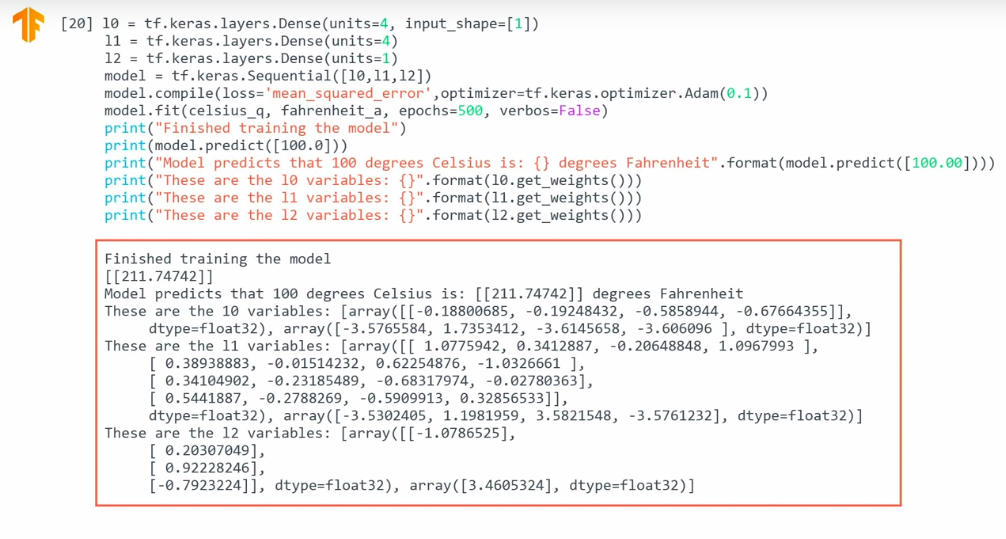 [20] l0 = tf.keras.layers.Dense(units=4, input_shape=[1])
l1 = tf.keras.layers.Dense(units=4)
l2 = tf.keras.layers.Dense(units=1)
model = tf.keras.Sequential([l0,l1,l2])
model.compile(loss='mean_squared_error',optimizer=tf.keras.optimizer.Adam(0.1))
model.fit(celsius_q, fahrenheit_a, epochs=500, verbos=False)
print("Finished training the model")
print(model.predict([100.0]))
print("Model predicts that 100 degrees Celsius is: {} degrees Fahrenheit".format(model.predict([100.00])))
print("These are the l0 variables: {}".format(l0.get_weights()))
print("These are the l1 variables: {}".format(l1.get_weights()))
print("These are the l2 variables: {}".format(l2.get_weights()))
Finished training the model
[[211.74742]]
Model predicts that 100 degrees Celsius is: [[211.74742]] degrees Fahrenheit
These are the l0 variables: [array([[-0.18800685, -0.19248432, -0.5858944, -0.67664355]],
dtype=float32), array([-3.5765584, 1.7353412, -3.6145658, -3.606096 ], dtype=float32)]
These are the l1 variables: [array([[ 1.0775942, 0.3412887, -0.20648848, 1.0967993 ],
[ 0.38938883, -0.01514232, 0.62254876, -1.0326661 ],
[ 0.34104902, -0.23185489, -0.68317974, -0.02780363],
[ 0.5441887, -0.2788269, -0.5909913, 0.32856533]],
dtype=float32), array([-3.5302405, 1.1981959, 3.5821548, -3.5761232], dtype=float32)]
These are the l2 variables: [array([[-1.0786525],
[ 0.20307049],
[ 0.92228246],
[-0.7923224]], dtype=float32), array([3.4605324], dtype=float32)]